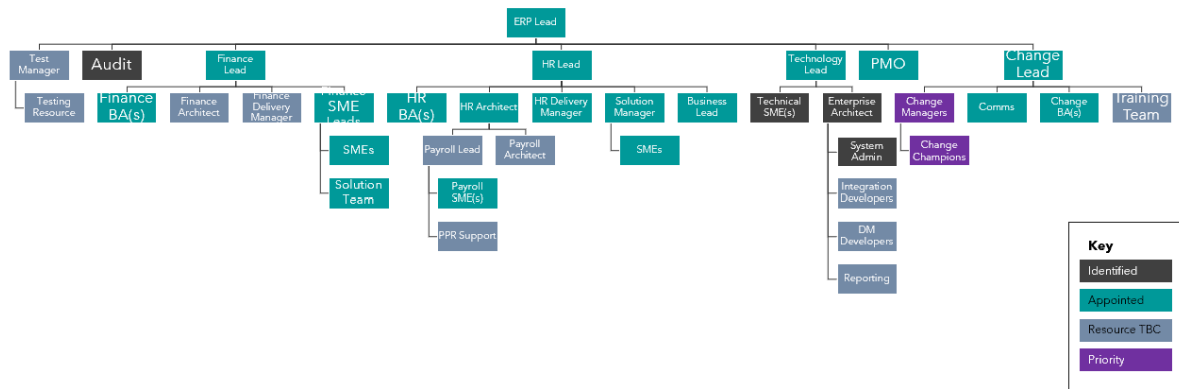 ERP Lead
Test
Manager
Audit
Finance
Lead
HR Lead
Technology
Lead
PMO
Change
Lead
Testing
Resource
Finance
BA(s)
Finance
Architect
Finance
Delivery
Manager
Finance
SME
Leads
HR
BA(s)
HR Architect
HR Delivery
Manager
Solution
Manager
Business
Lead
Technical
SME(s)
Enterprise
Architect
Change
Managers
Comms
Change
BA(s)
Training
Team
SMEs
Payroll Lead
Payroll
Architect
SMEs
System
Admin
Change
Champions
Solution
Team
Payroll
SME(s)
Integration
Developers
PPR Support
DM
Developers
Reporting
Key
Identified
Appointed
Resource TBC
Priority